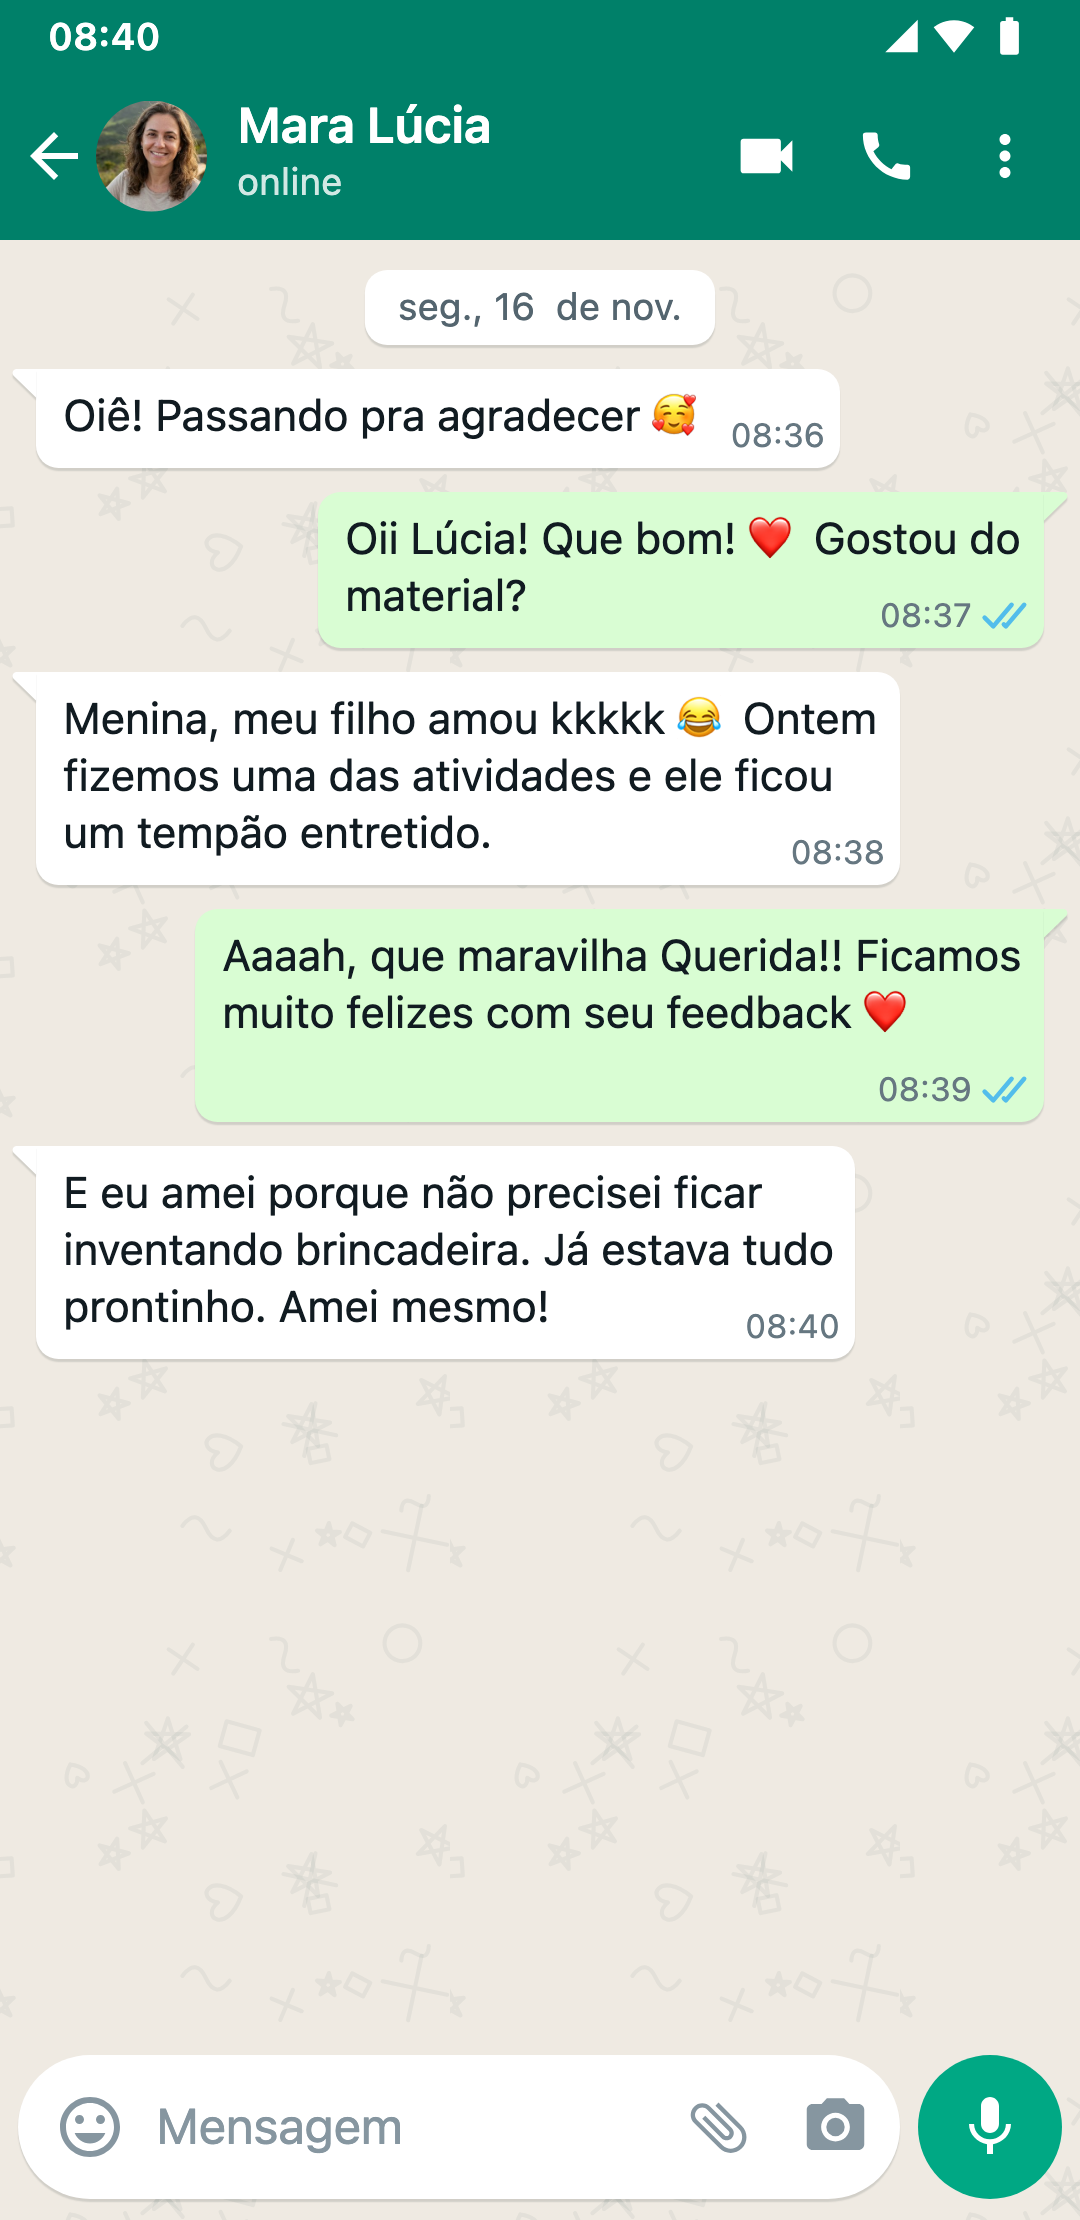 08:40
Mara Lúcia
online
seg., 16 de nov.
Oiê! Passando pra agradecer 🥰
08:36
Oii Lúcia! Que bom! ❤️ Gostou do
material?
08:37
Menina, meu filho amou kkkkk 😂 Ontem
fizemos uma das atividades e ele ficou
um tempão entretido.
08:38
Aaaah, que maravilha Querida!! Ficamos
muito felizes com seu feedback ❤️
08:39
E eu amei porque não precisei ficar
inventando brincadeira. Já estava tudo
prontinho. Amei mesmo!
08:40
Mensagem